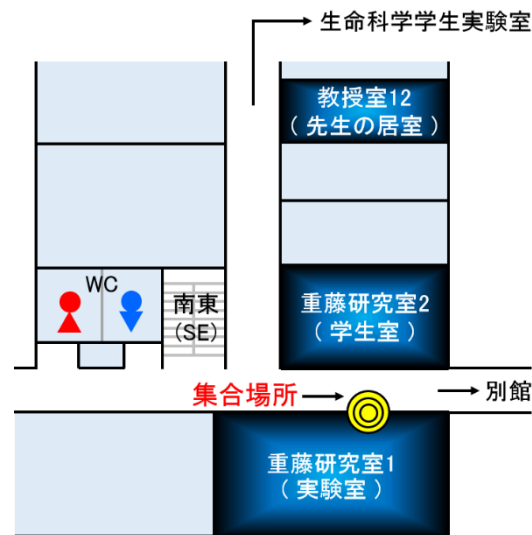 生命科学学生実験室
教授室12
( 先生の居室 )
WC
南東
(SE)
重藤研究室2
( 学生室 )
集合場所
別館
重藤研究室1
( 実験室 )